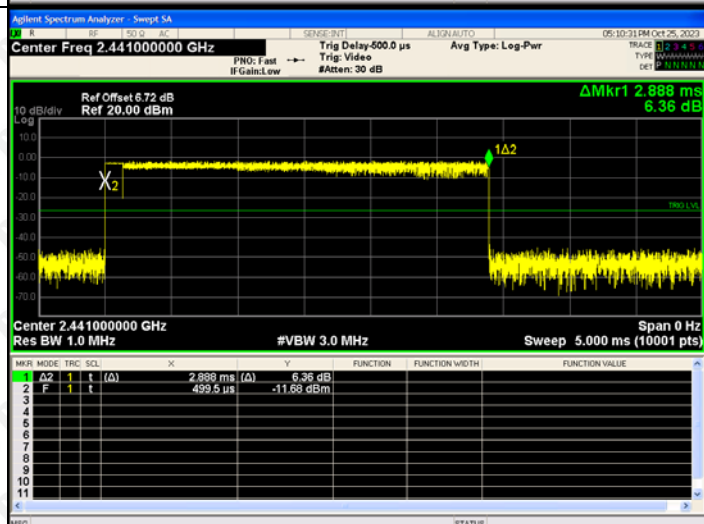 Agilent Spectrum Analyzer - Swept SA
R RF 50 Ω AC SENSE:INT ALIGN AUTO 05:10:31 PM Oct 25, 2023
Center Freq 2.441000000 GHz
PNO: Fast
IFGain:Low
Trig Delay-500.0 µs
Trig: Video
#Atten: 30 dB
Avg Type: Log-Pwr
TRACE 1 2 3 4 5 6
TYPE
DET P N N N N N
ΔMkr1 2.888 ms
6.36 dB
Ref Offset 6.72 dB
10 dB/div Ref 20.00 dBm
Log
10.0
0.00
-10.0
-20.0
-30.0
-40.0
-50.0
-60.0
-70.0
1Δ2
X2
TRIG LVL
Center 2.441000000 GHz
Span 0 Hz
Res BW 1.0 MHz
#VBW 3.0 MHz
Sweep 5.000 ms (10001 pts)
MKR MODE TRC SCL X Y FUNCTION FUNCTION WIDTH FUNCTION VALUE
1 Δ2 1 t (Δ) 2.888 ms (Δ) 6.36 dB
2 F 1 t 499.5 µs -11.68 dBm
3
4
5
6
7
8
9
10
11
MSG STATUS